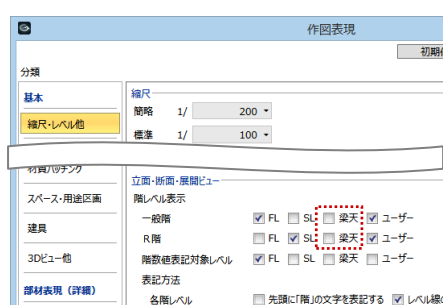 作図表現
初期
分類
基本
縮尺・レベル他
縮尺
簡略 1/ 200
標準 1/ 100
材質ハッチング
スペース・用途区画
建具
3Dビュー他
部材表現（詳細）
立面・断面・展開ビュー
階レベル表示
一般階 FL SL 梁天 ユーザー
R階 FL SL 梁天 ユーザー
階数値表記対象レベル FL SL 梁天 ユーザー
表記方法
各階レベル 先頭に「階」の文字を表記する レベル線